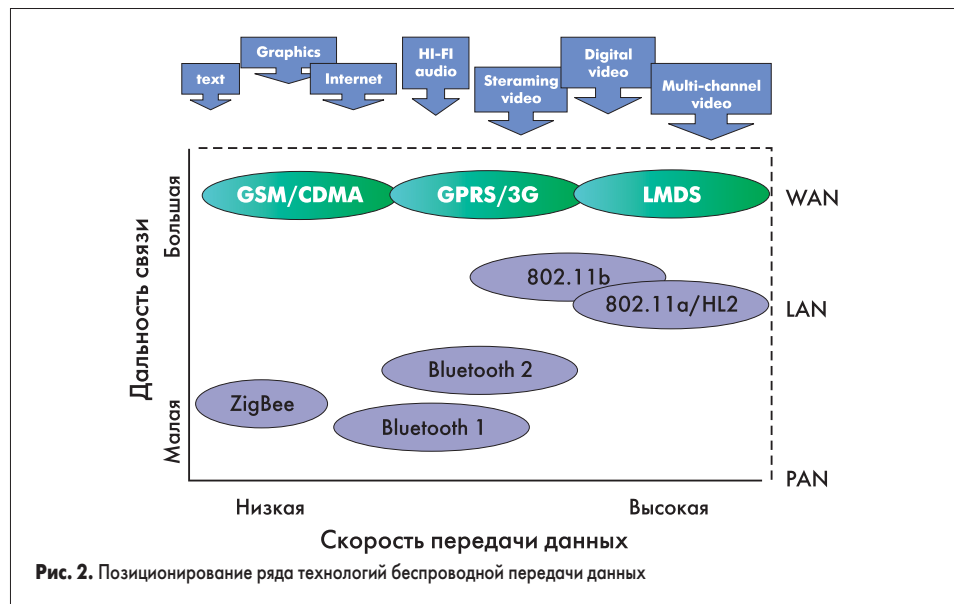 text
Graphics
Internet
HI-FI
audio
Steraming
video
Digital
video
Multi-channel
video
Дальность связи
Большая
Малая
GSM/CDMA
GPRS/3G
LMDS
WAN
802.11b
802.11a/HL2
LAN
Bluetooth 2
ZigBee
Bluetooth 1
PAN
Низкая
Высокая
Скорость передачи данных
Рис. 2. Позиционирование ряда технологий беспроводной передачи данных